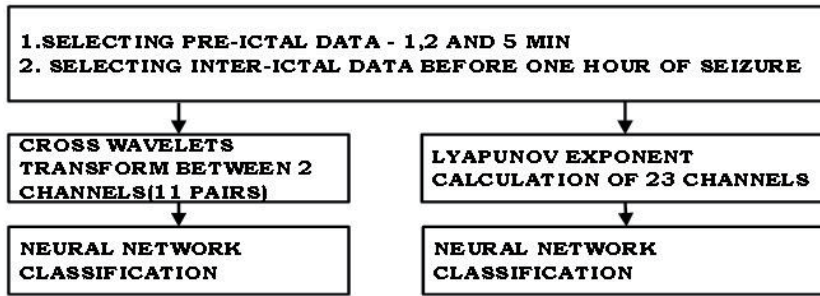 1.SELECTING PRE-ICTAL DATA - 1,2 AND 5 MIN
2. SELECTING INTER-ICTAL DATA BEFORE ONE HOUR OF SEIZURE
CROSS WAVELETS
TRANSFORM BETWEEN 2
CHANNELS(11 PAIRS)
LYAPUNOV EXPONENT
CALCULATION OF 23 CHANNELS
NEURAL NETWORK
CLASSIFICATION
NEURAL NETWORK
CLASSIFICATION